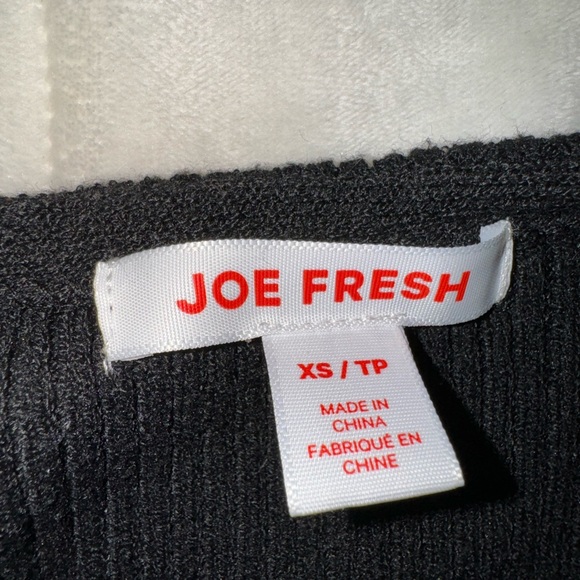 JOE FRESH
XS / TP
MADE IN
CHINA
FABRIQUÉ EN
CHINE